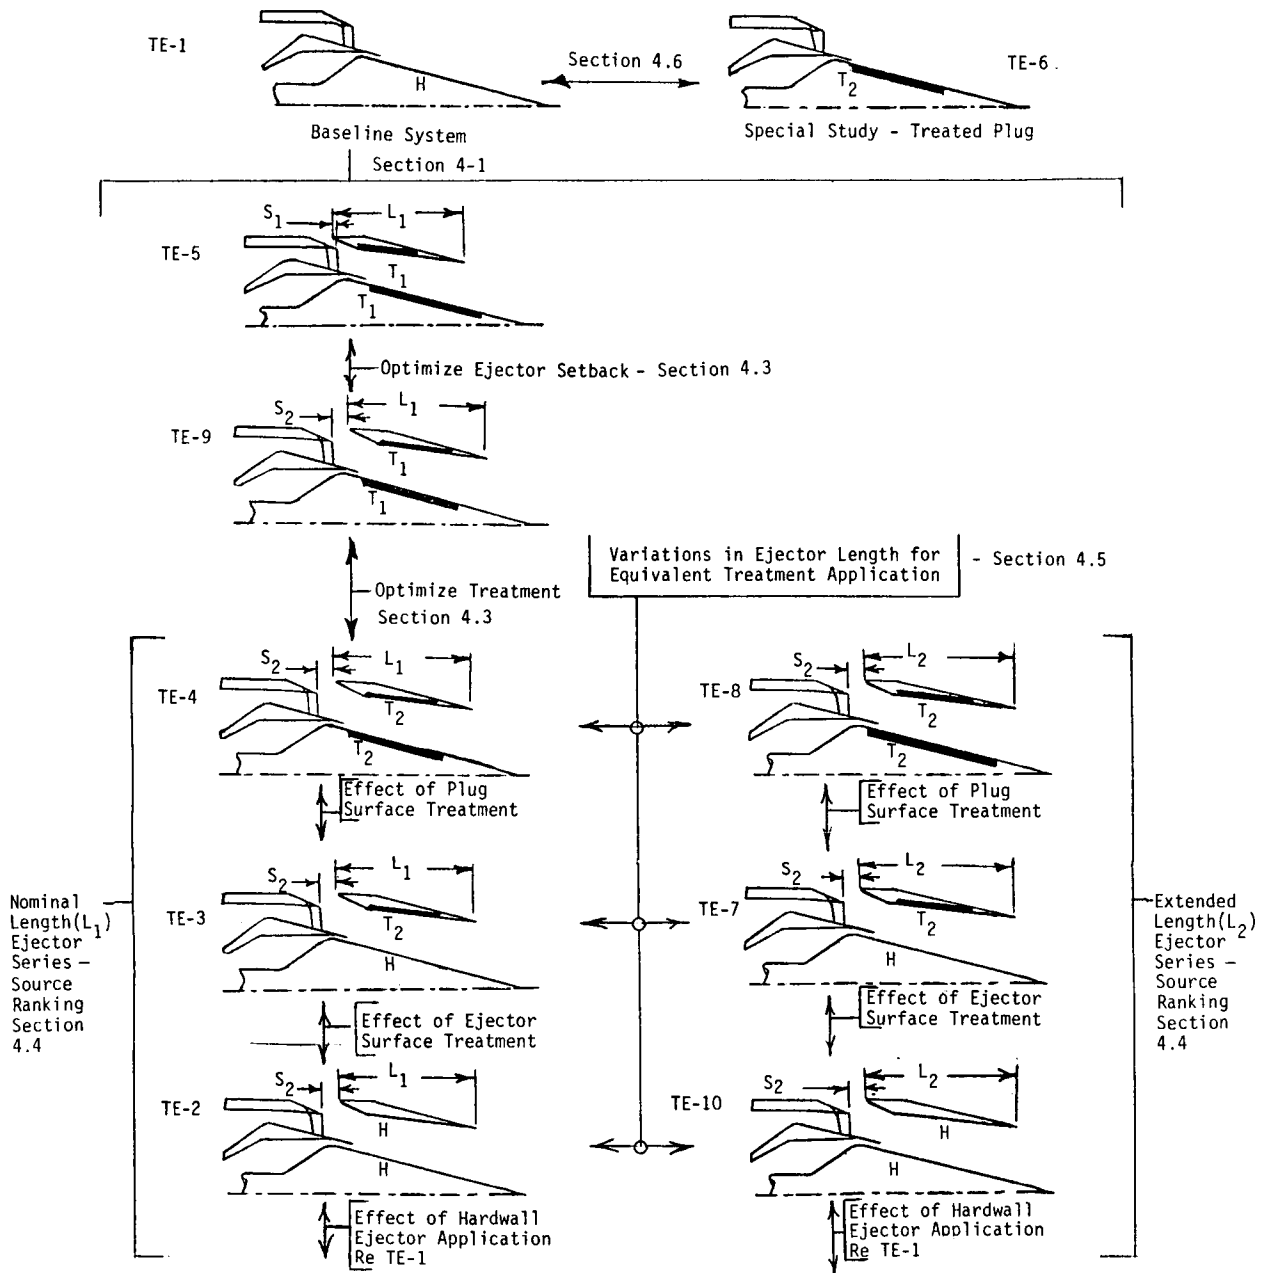 TE-1
H
Section 4.6
T2
TE-6.
Baseline System
Special Study - Treated Plug
Section 4-1
S1
L1
TE-5
T1
T1
Optimize Ejector Setback - Section 4.3
S2
L1
TE-9
T1
T1
Variations in Ejector Length for
Equivalent Treatment Application
- Section 4.5
Optimize Treatment
Section 4.3
S2
L1
TE-4
T2
T2
S2
L2
TE-8
T2
T2
Effect of Plug
Surface Treatment
Effect of Plug
Surface Treatment
Nominal
Length(L1)
Ejector
Series –
Source
Ranking
Section
4.4
S2
L1
TE-3
T2
H
S2
L2
TE-7
T2
H
Extended
Length(L2)
Ejector
Series –
Source
Ranking
Section
4.4
Effect of Ejector
Surface Treatment
Effect of Ejector
Surface Treatment
S2
L1
TE-2
H
H
S2
L2
TE-10
H
H
Effect of Hardwall
Ejector Application
Re TE-1
Effect of Hardwall
Ejector Application
Re TE-1